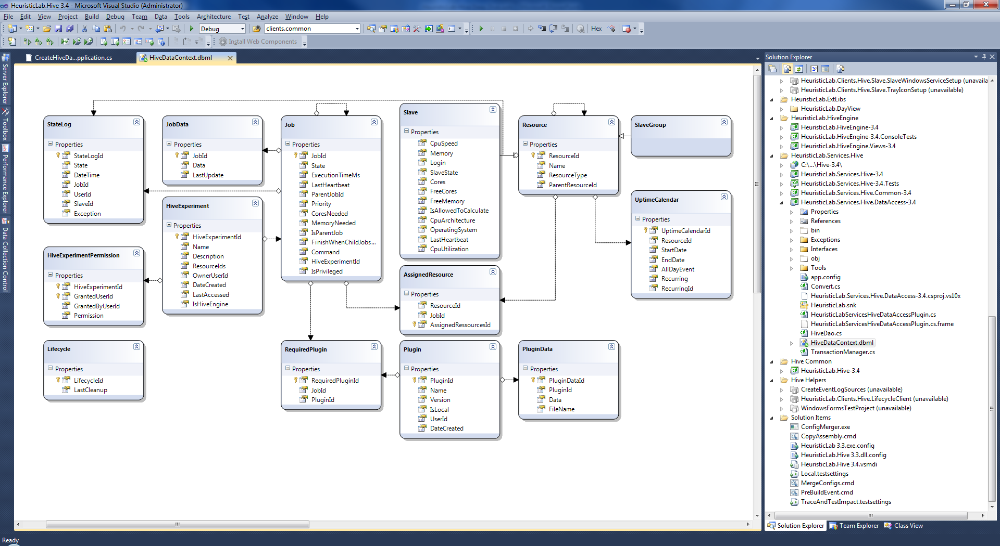 HeuristicLab.Hive 3.4 - Microsoft Visual Studio (Administrator)
File Edit View Project Build Debug Team Data Tools Architecture Test Analyze Window Help
Debug
clients.common
Hex
Install Web Components
CreateHiveDa...pplication.cs
HiveDataContext.dbml
Server Explorer
Toolbox
Performance Explorer
Data Collection Control
StateLog
Properties
StateLogId
State
DateTime
JobId
UserId
SlaveId
Exception
JobData
Properties
JobId
Data
LastUpdate
Job
Properties
JobId
State
ExecutionTimeMs
LastHeartbeat
ParentJobId
Priority
CoresNeeded
MemoryNeeded
IsParentJob
FinishWhenChildJobs...
Command
HiveExperimentId
IsPrivileged
Slave
Properties
CpuSpeed
Memory
Login
SlaveState
Cores
FreeCores
FreeMemory
IsAllowedToCalculate
CpuArchitecture
OperatingSystem
LastHeartbeat
CpuUtilization
Resource
Properties
ResourceId
Name
ResourceType
ParentResourceId
SlaveGroup
UptimeCalendar
Properties
UptimeCalendarId
ResourceId
StartDate
EndDate
AllDayEvent
Recurring
RecurringId
HiveExperiment
Properties
HiveExperimentId
Name
Description
ResourceIds
OwnerUserId
DateCreated
LastAccessed
IsHiveEngine
HiveExperimentPermission
Properties
HiveExperimentId
GrantedUserId
GrantedByUserId
Permission
AssignedResource
Properties
ResourceId
JobId
AssignedRessourcesId
Lifecycle
Properties
LifecycleId
LastCleanup
RequiredPlugin
Properties
RequiredPluginId
JobId
PluginId
Plugin
Properties
PluginId
Name
Version
IsLocal
UserId
DateCreated
PluginData
Properties
PluginDataId
PluginId
Data
FileName
Solution Explorer
HeuristicLab.Clients.Hive.Slave.SlaveWindowsServiceSetup (unavaila
HeuristicLab.Clients.Hive.Slave.TrayIconSetup (unavailable)
HeuristicLab.ExtLibs
HeuristicLab.DayView
HeuristicLab.HiveEngine
HeuristicLab.HiveEngine-3.4
HeuristicLab.HiveEngine-3.4.ConsoleTests
HeuristicLab.HiveEngine.Views-3.4
HeuristicLab.Services.Hive
C:\...\Hive-3.4\
HeuristicLab.Services.Hive-3.4
HeuristicLab.Services.Hive-3.4.Tests
HeuristicLab.Services.Hive.Common-3.4
HeuristicLab.Services.Hive.DataAccess-3.4
Properties
References
bin
Exceptions
Interfaces
obj
Tools
app.config
Convert.cs
HeuristicLab.Services.Hive.DataAccess-3.4.csproj.vs10x
HeuristicLab.snk
HeuristicLabServicesHiveDataAccessPlugin.cs
HeuristicLabServicesHiveDataAccessPlugin.cs.frame
HiveDao.cs
HiveDataContext.dbml
TransactionManager.cs
Hive Common
HeuristicLab.Hive-3.4
Hive Helpers
CreateEventLogSources (unavailable)
HeuristicLab.Clients.Hive.LifecycleClient (unavailable)
WindowsFormsTestProject (unavailable)
Solution Items
ConfigMerger.exe
CopyAssembly.cmd
HeuristicLab 3.3.exe.config
HeuristicLab.Hive 3.3.dll.config
HeuristicLab.Hive 3.4.vsmdi
Local.testsettings
MergeConfigs.cmd
PreBuildEvent.cmd
TraceAndTestImpact.testsettings
Solution Explorer Team Explorer Class View
Ready